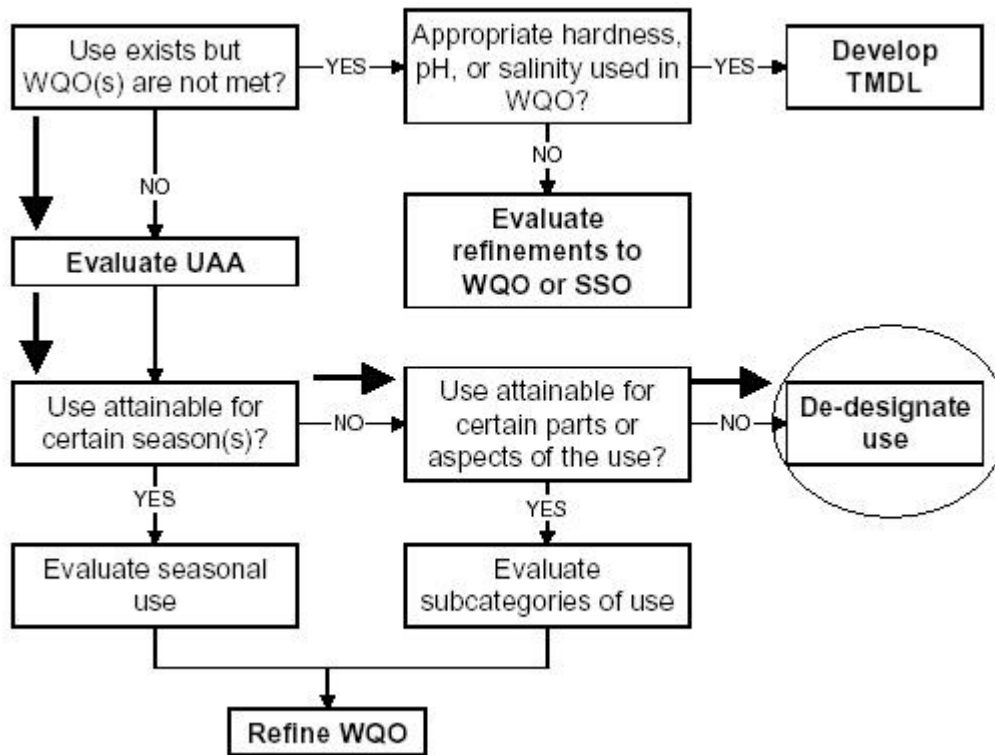 Use exists but
WQO(s) are not met?
YES
Appropriate hardness,
pH, or salinity used in
WQO?
YES
Develop
TMDL
NO
NO
Evaluate UAA
Evaluate
refinements to
WQO or SSO
Use attainable for
certain season(s)?
NO
Use attainable for
certain parts or
aspects of the use?
NO
De-designate
use
YES
YES
Evaluate seasonal
use
Evaluate
subcategories of use
Refine WQO